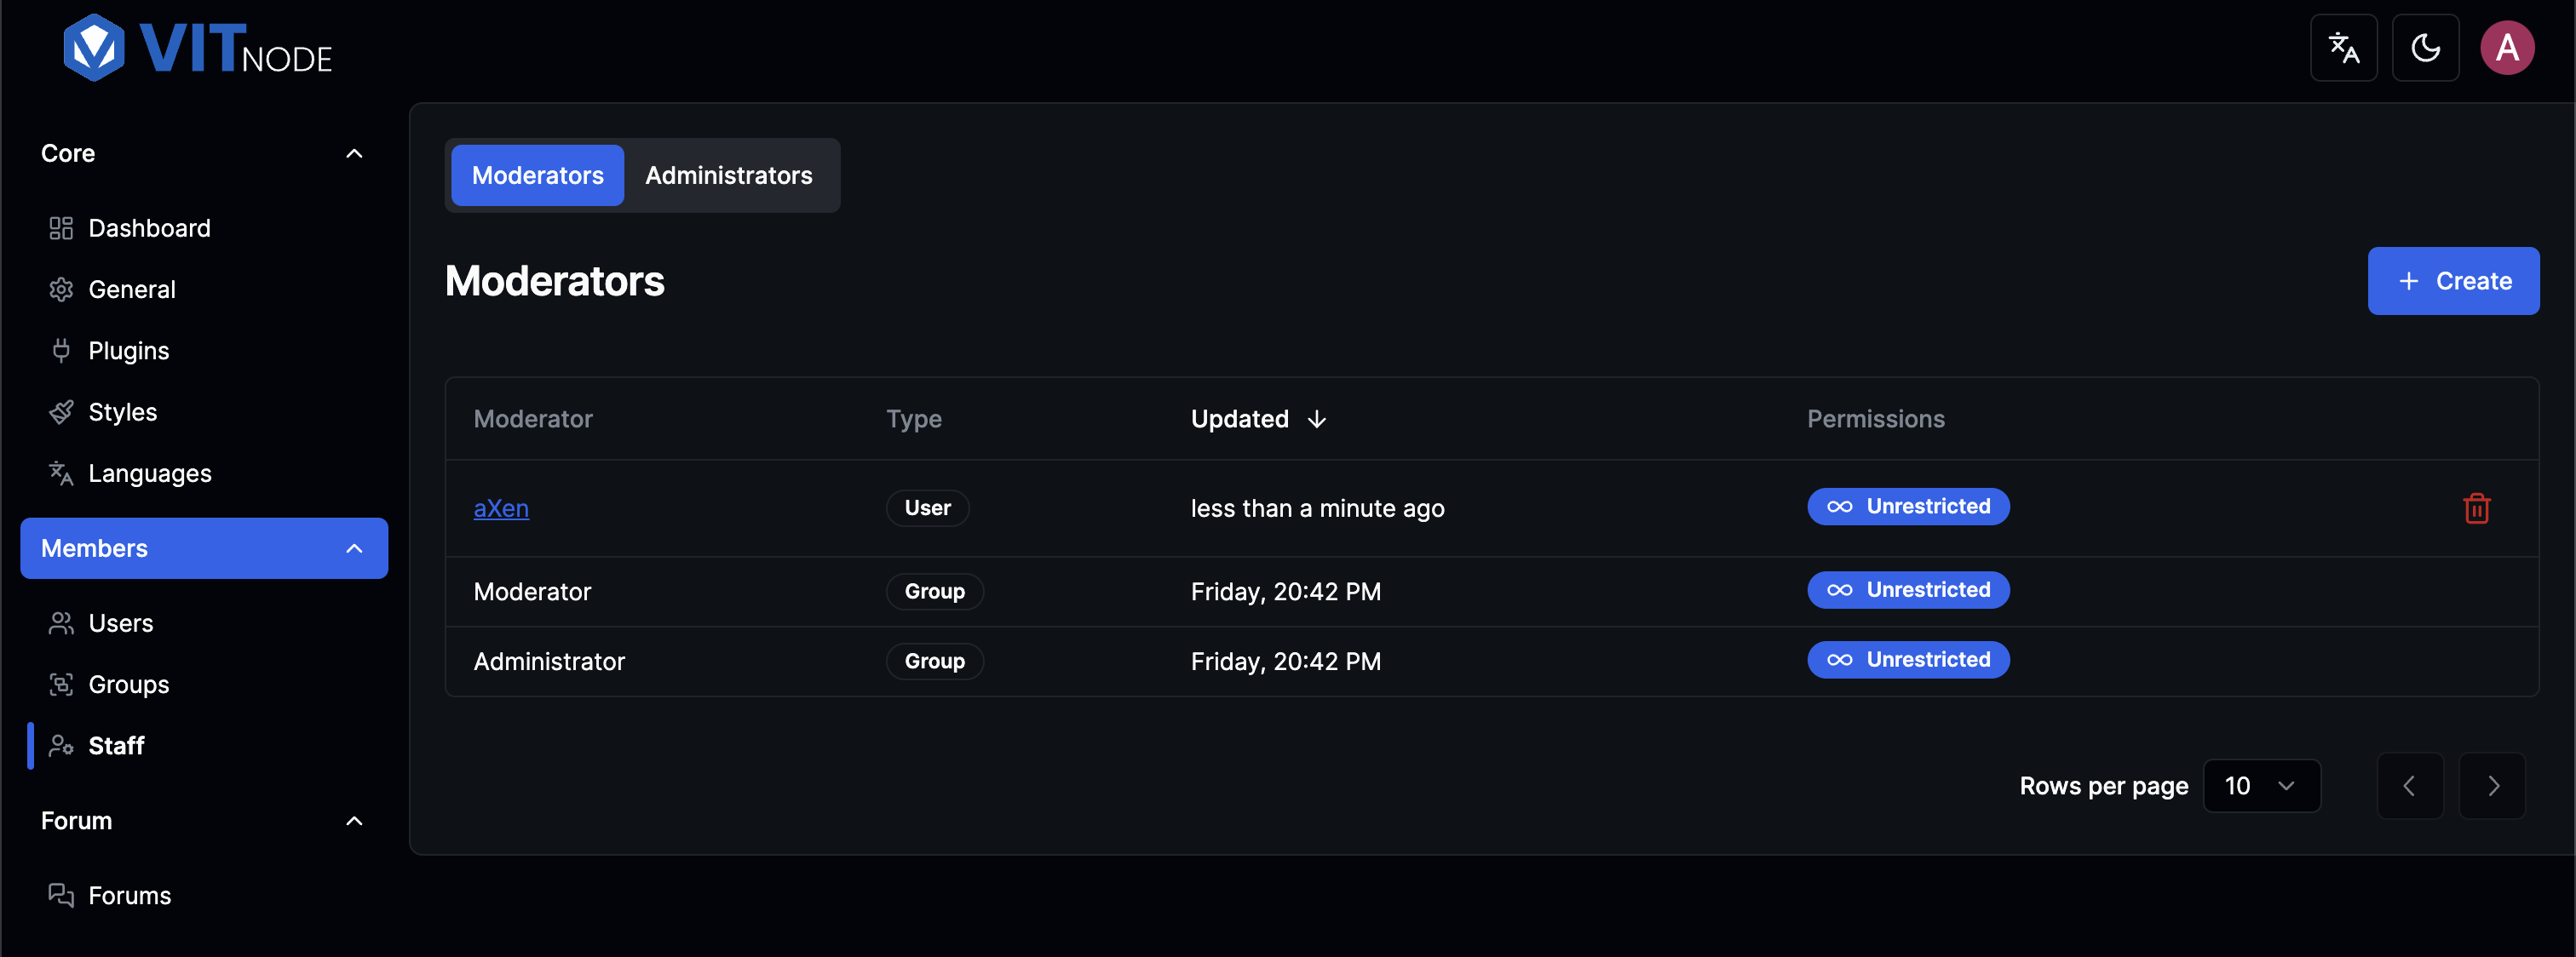 VITNODE
A
Core
Dashboard
General
Plugins
Styles
Languages
Members
Users
Groups
Staff
Forum
Forums
Moderators Administrators
Moderators
Create
Moderator Type Updated Permissions
aXen User less than a minute ago Unrestricted
Moderator Group Friday, 20:42 PM Unrestricted
Administrator Group Friday, 20:42 PM Unrestricted
Rows per page 10